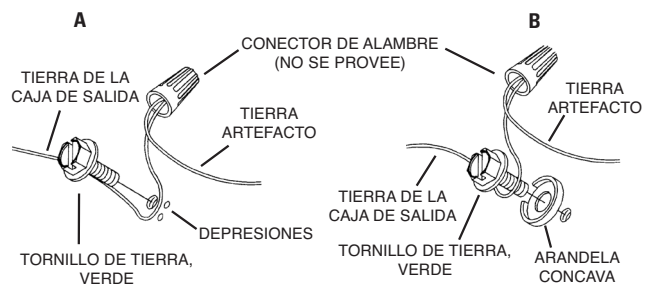 A
B
CONECTOR DE ALAMBRE
(NO SE PROVEE)
TIERRA DE LA
CAJA DE SALIDA
TIERRA
ARTEFACTO
DEPRESIONES
TORNILLO DE TIERRA,
VERDE
TIERRA
ARTEFACTO
TIERRA DE LA
CAJA DE SALIDA
TORNILLO DE TIERRA,
VERDE
ARANDELA
CONCAVA